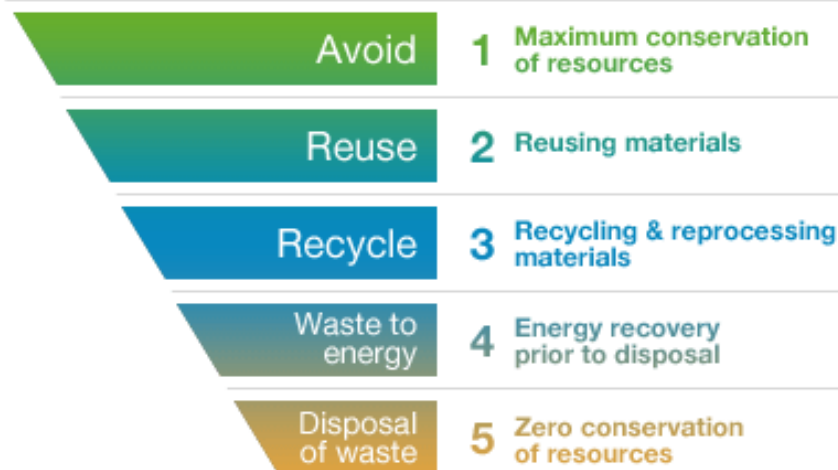 Avoid
1
Maximum conservation
of resources
Reuse
2
Reusing materials
Recycle
3
Recycling & reprocessing
materials
Waste to
energy
4
Energy recovery
prior to disposal
Disposal
of waste
5
Zero conservation
of resources